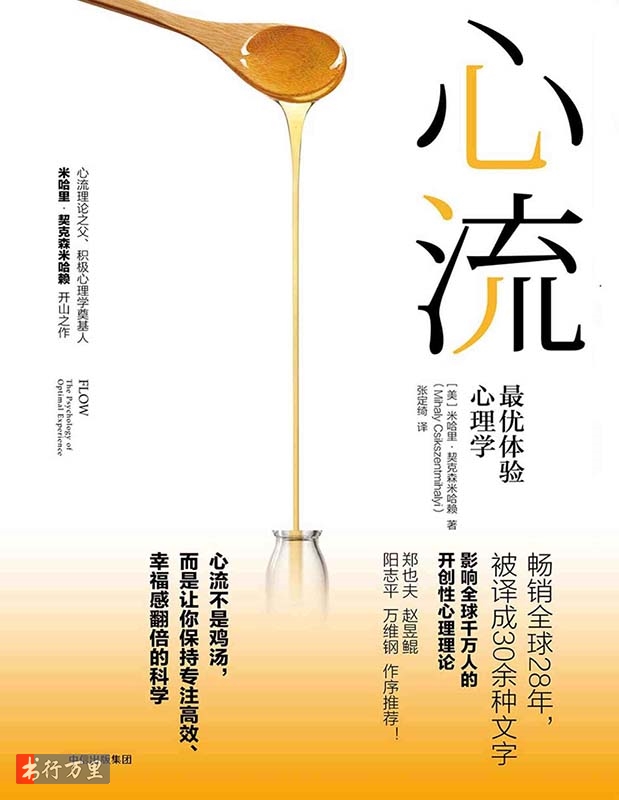 心流
最优体验
心理学
[美]米哈里·契克森米哈赖 著
(Mihaly Csikszentmihalyi)
张定绮 译
心流理论之父、积极心理学奠基人
米哈里·契克森米哈赖 开山之作
FLOW
The Psychology of
Optimal Experience
畅销全球28年，
被译成30余种文字
影响全球千万人的
开创性心理理论
郑也夫 赵昱鲲
阳志平 万维钢 作序推荐！
心流不是鸡汤，
而是让你保持专注高效、
幸福感翻倍的科学
中信出版集团
书行万里